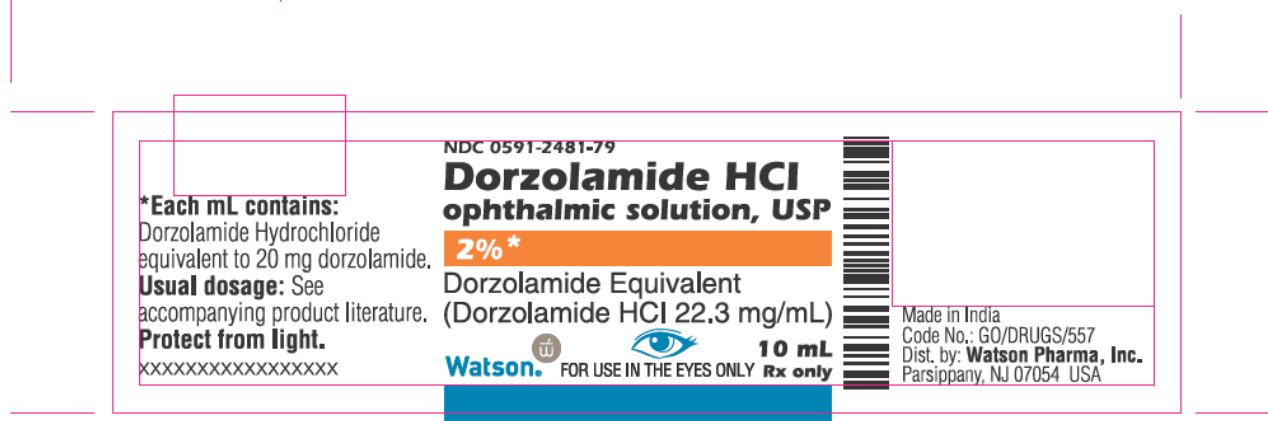 *Each mL contains:
Dorzolamide Hydrochloride
equivalent to 20 mg dorzolamide.
Usual dosage: See
accompanying product literature.
Protect from light.
XXXXXXXXXXXXXXXXX
NDC 0591-2481-79
Dorzolamide HCl
ophthalmic solution, USP
2%*
Dorzolamide Equivalent
(Dorzolamide HCl 22.3 mg/mL)
Watson.
FOR USE IN THE EYES ONLY
10 mL
Rx only
Made in India
Code No.: GO/DRUGS/557
Dist. by: Watson Pharma, Inc.
Parsippany, NJ 07054 USA